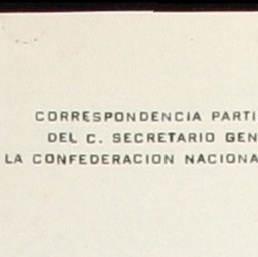 CORRESPONDENCIA PARTI
DEL C. SECRETARIO GEN
LA CONFEDERACION NACIONA